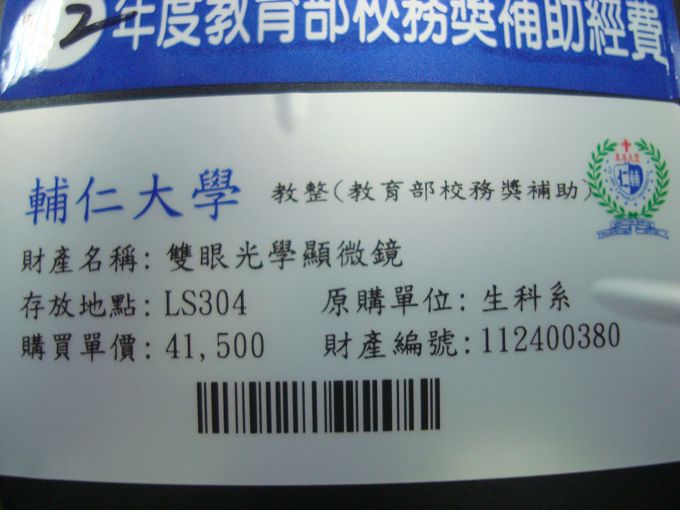 2年度教育部校務獎補助經費
輔仁大學 教整(教育部校務獎補助)
財產名稱: 雙眼光學顯微鏡
存放地點: LS304 原購單位: 生科系
購買單價: 41,500 財產編號: 112400380